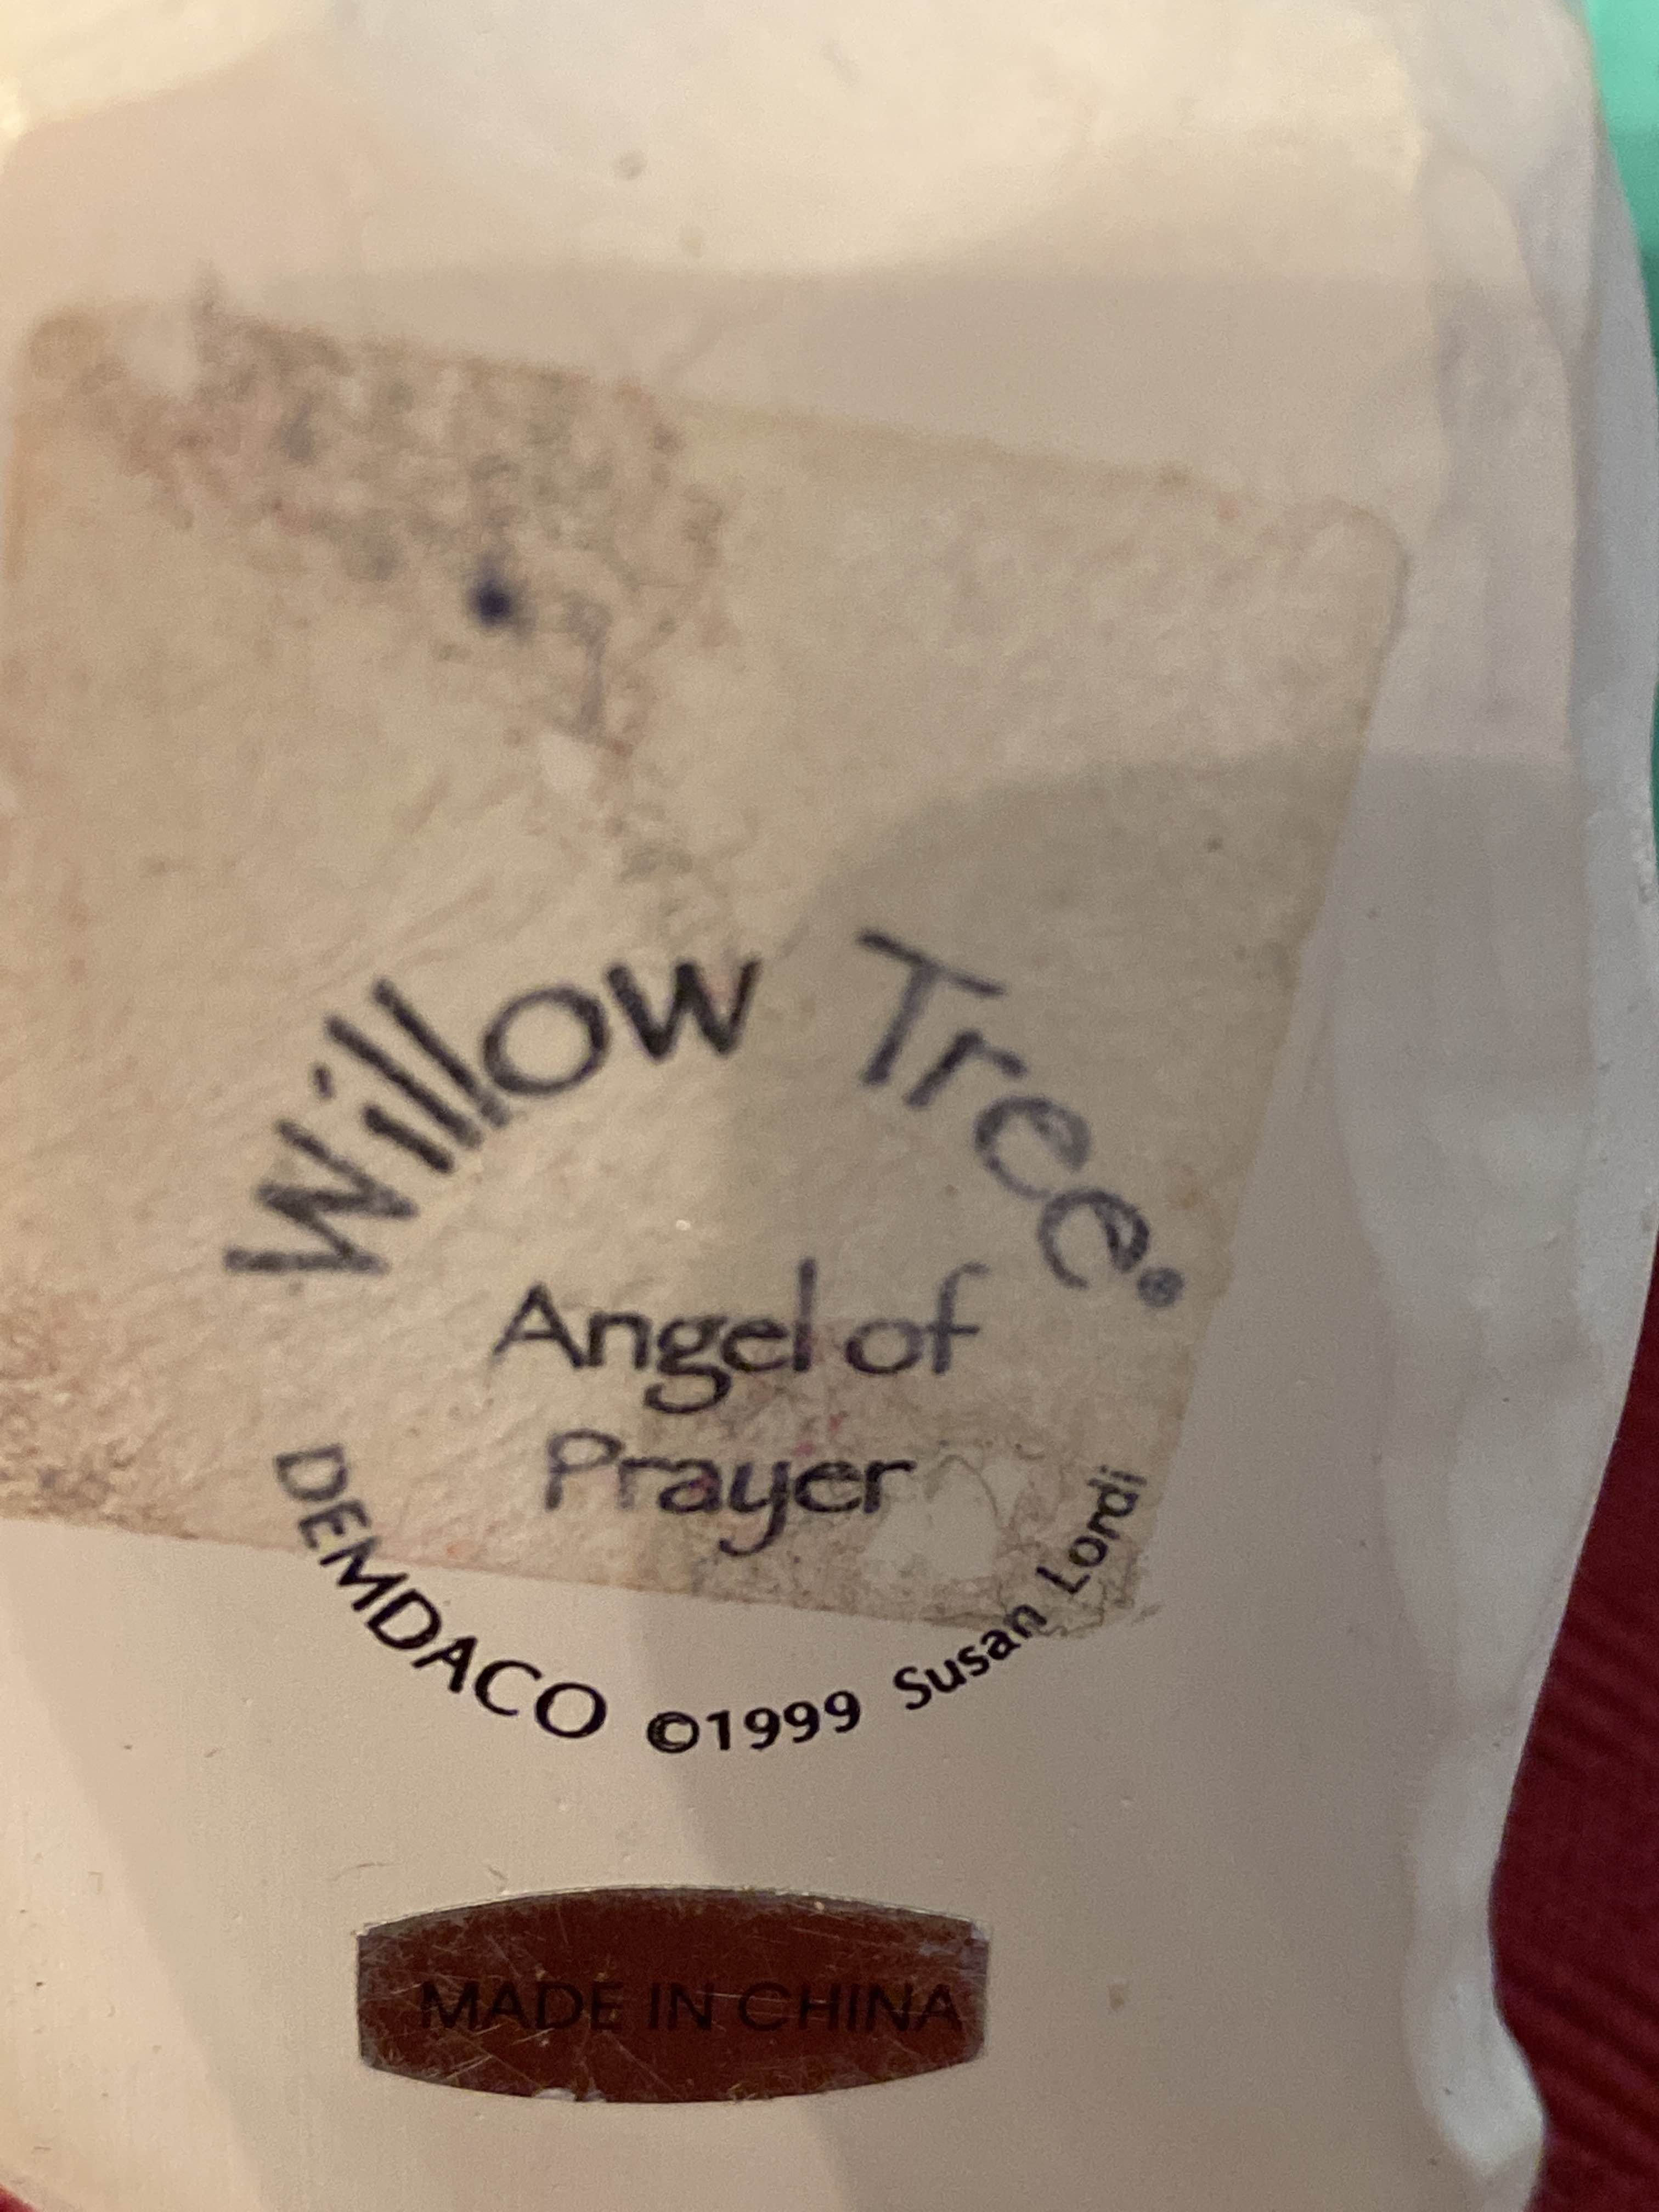 Willow Tree®
Angel of
Prayer
DEMDACO ©1999 Susan Lordi
MADE IN CHINA